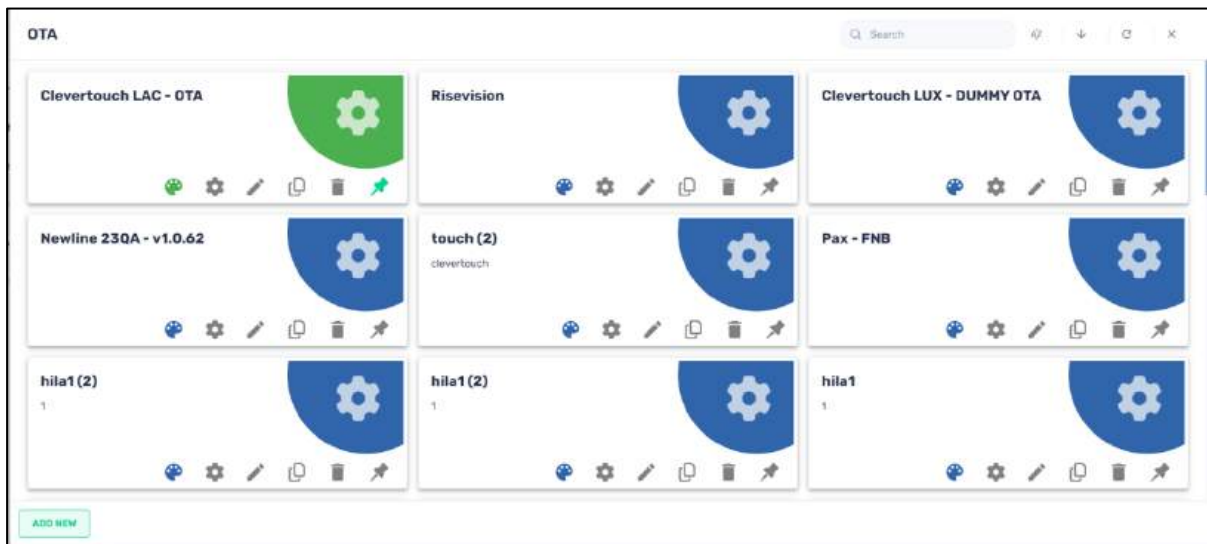 OTA
Search
Clevertouch LAC - OTA
Risevision
Clevertouch LUX - DUMMY OTA
Newline 23QA - v1.0.62
touch (2)
clevertouch
Pax - FNB
hila1 (2)
1
hila1 (2)
1
hila1
1
ADD NEW